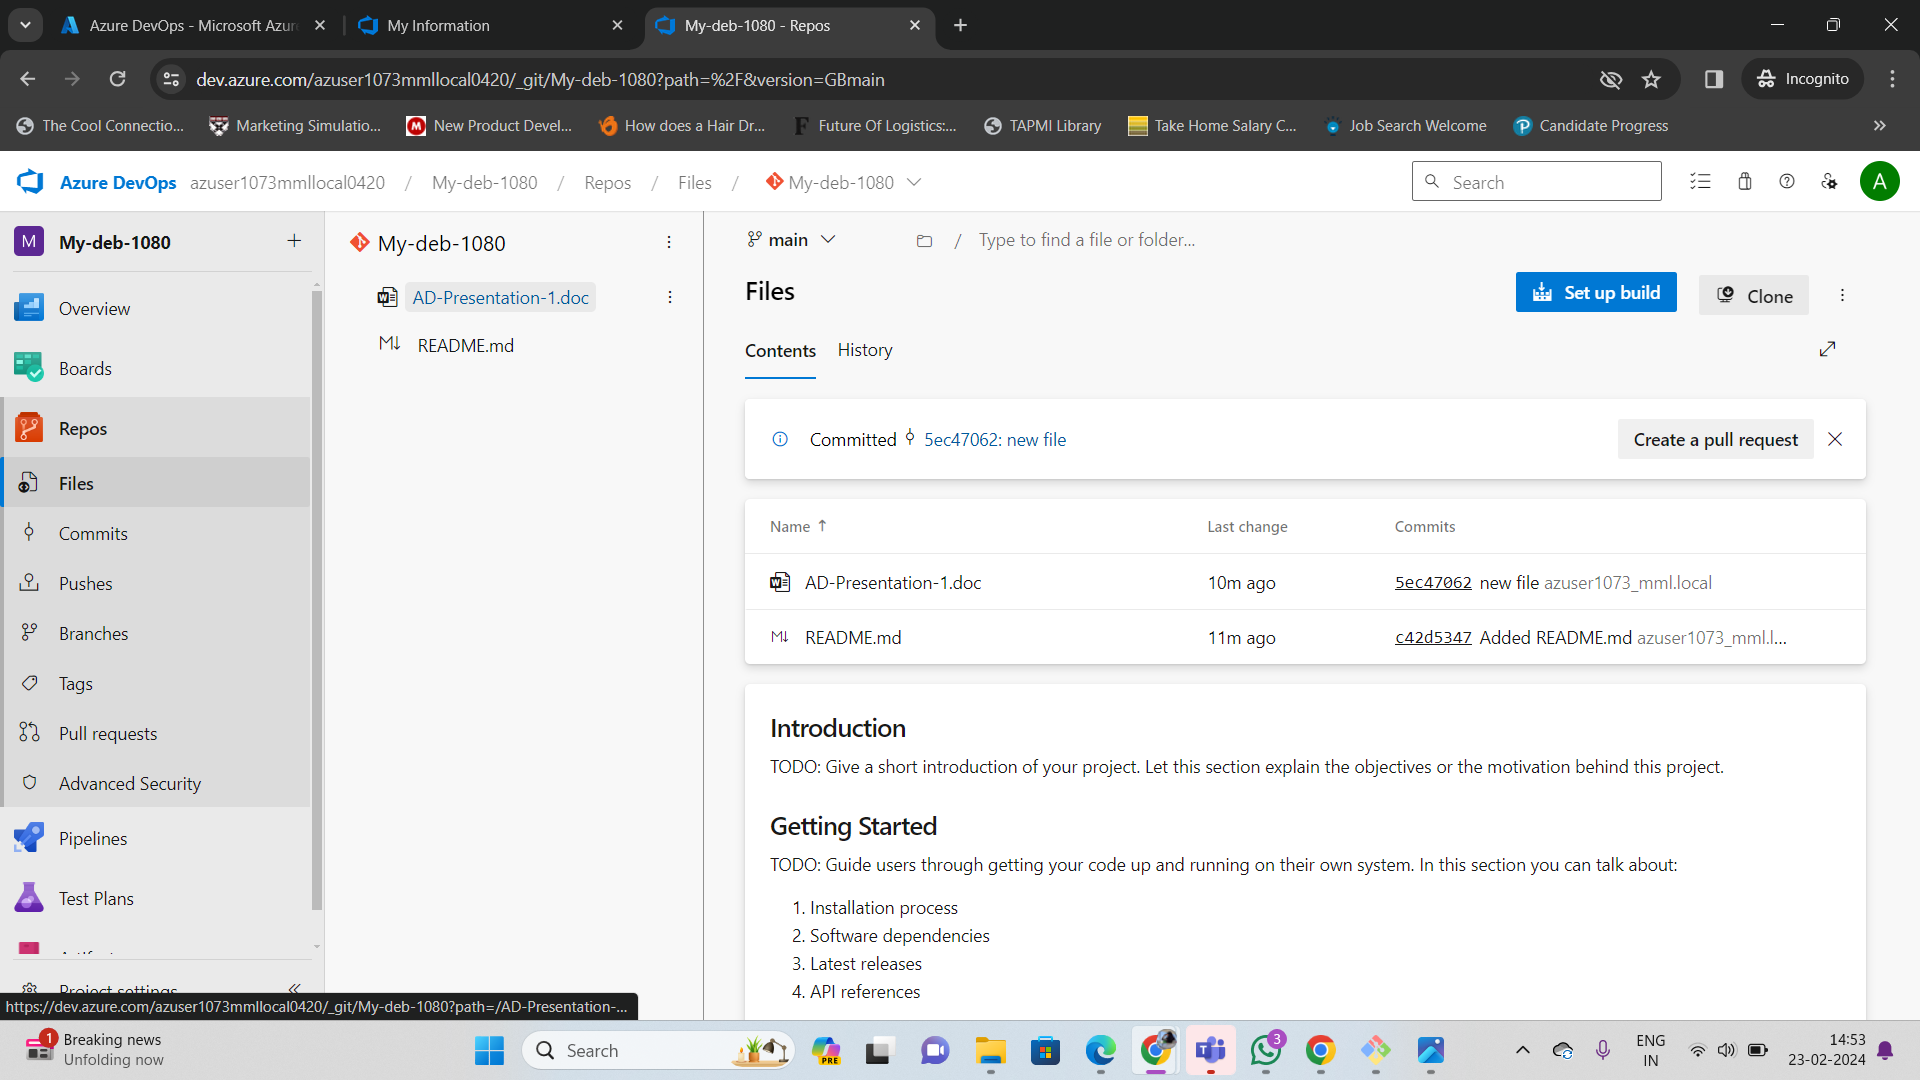 Azure DevOps - Microsoft Azur
My Information
My-deb-1080 - Repos
dev.azure.com/azuser1073mmllocal0420/_git/My-deb-1080?path=%2F&version=GBmain
Incognito
The Cool Connectio...
Marketing Simulatio...
New Product Devel...
How does a Hair Dr...
Future Of Logistics:...
TAPMI Library
Take Home Salary C...
Job Search Welcome
Candidate Progress
Azure DevOps azuser1073mmllocal0420 / My-deb-1080 / Repos / Files / My-deb-1080
Search
A
M My-deb-1080
Overview
Boards
Repos
Files
Commits
Pushes
Branches
Tags
Pull requests
Advanced Security
Pipelines
Test Plans
Project settings
My-deb-1080
AD-Presentation-1.doc
README.md
main
/ Type to find a file or folder...
Files
Set up build
Clone
Contents
History
Committed 5ec47062: new file
Create a pull request
Name ↑ Last change Commits
AD-Presentation-1.doc 10m ago 5ec47062 new file azuser1073_mml.local
README.md 11m ago c42d5347 Added README.md azuser1073_mml.l...
Introduction
TODO: Give a short introduction of your project. Let this section explain the objectives or the motivation behind this project.
Getting Started
TODO: Guide users through getting your code up and running on their own system. In this section you can talk about:
1. Installation process
2. Software dependencies
3. Latest releases
4. API references
https://dev.azure.com/azuser1073mmllocal0420/_git/My-deb-1080?path=/AD-Presentation-...
1
Breaking news
Unfolding now
Search
PRE
3
ENG
IN
14:53
23-02-2024